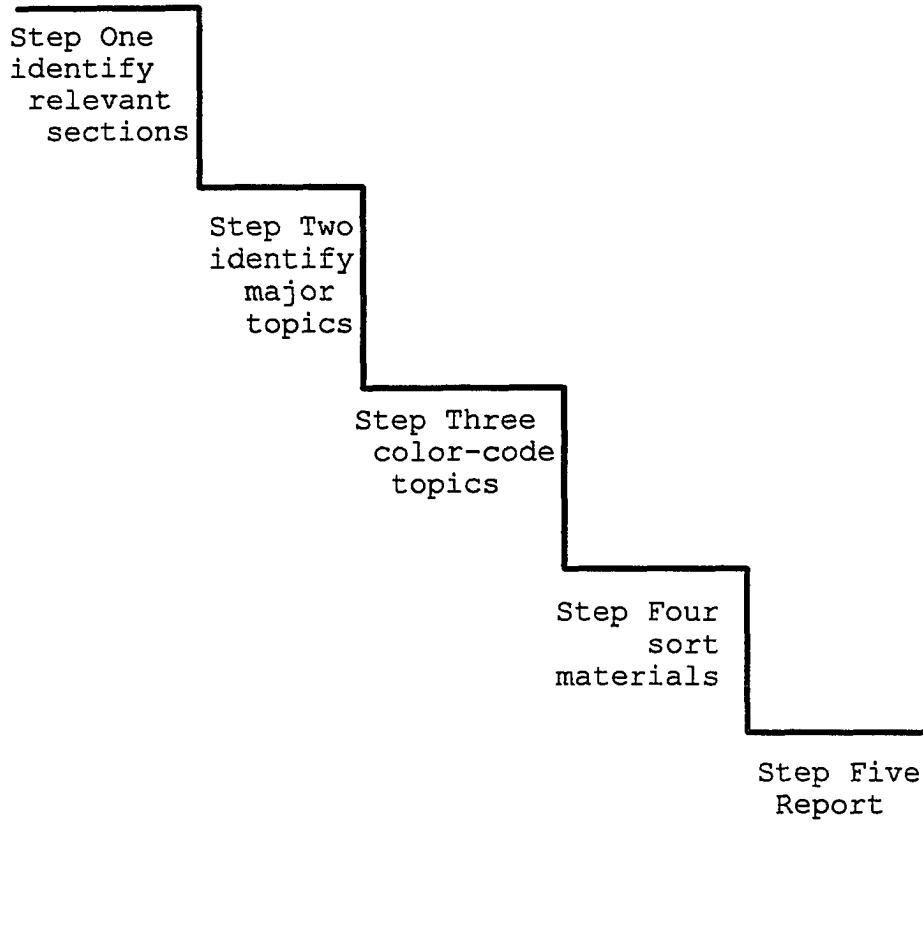 Step One
identify
relevant
sections
Step Two
identify
major
topics
Step Three
color-code
topics
Step Four
sort
materials
Step Five
Report